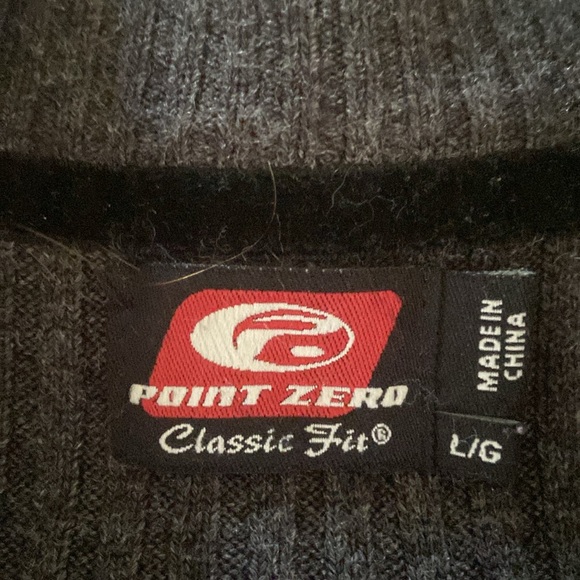 POINT ZERO
Classic Fit®
MADE IN
CHINA
L/G